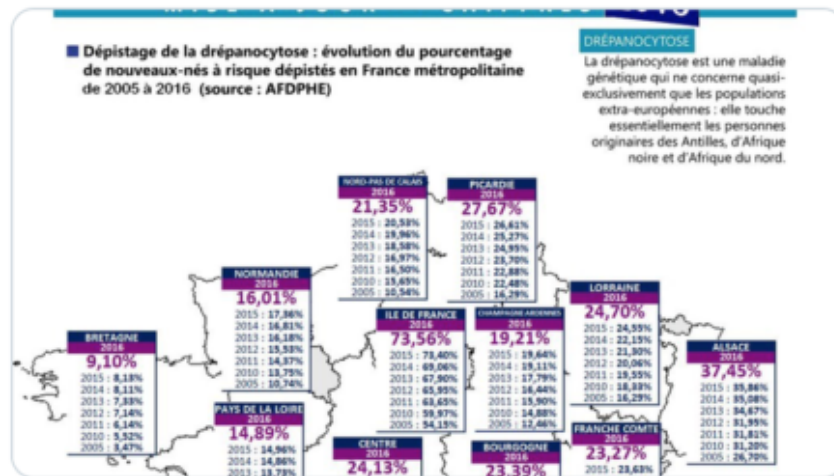 Dépistage de la drépanocytose : évolution du pourcentage
de nouveaux-nés à risque dépistés en France métropolitaine
de 2005 à 2016 (source : AFDPHE)
DRÉPANOCYTOSE
La drépanocytose est une maladie
génétique qui ne concerne quasi-
exclusivement que les populations
extra-européennes : elle touche
essentiellement les personnes
originaires des Antilles, d'Afrique
noire et d'Afrique du nord.
NORD-PAS DE CALAIS
2016
21,35%
2015 : 20,53%
2014 : 19,96%
2013 : 18,58%
2012 : 16,97%
2011 : 16,50%
2010 : 15,65%
2005 : 10,54%
PICARDIE
2016
27,67%
2015 : 26,61%
2014 : 25,27%
2013 : 24,95%
2012 : 23,70%
2011 : 22,88%
2010 : 22,48%
2005 : 16,29%
NORMANDIE
2016
16,01%
2015 : 17,36%
2014 : 16,81%
2013 : 16,18%
2012 : 15,53%
2011 : 14,37%
2010 : 13,75%
2005 : 10,74%
LORRAINE
2016
24,70%
2015 : 24,55%
2014 : 22,15%
2013 : 21,30%
2012 : 20,06%
2011 : 19,55%
2010 : 18,33%
2005 : 16,29%
ILE DE FRANCE
2016
73,56%
2015 : 73,40%
2014 : 69,06%
2013 : 67,90%
2012 : 65,95%
2011 : 63,65%
2010 : 59,97%
2005 : 54,15%
CHAMPAGNE ARDENNES
2016
19,21%
2015 : 19,64%
2014 : 19,11%
2013 : 17,79%
2012 : 16,44%
2011 : 15,90%
2010 : 14,88%
2005 : 12,46%
BRETAGNE
2016
9,10%
2015 : 8,13%
2014 : 8,11%
2013 : 7,33%
2012 : 7,14%
2011 : 6,14%
2010 : 5,52%
2005 : 3,47%
ALSACE
2016
37,45%
2015 : 35,86%
2014 : 35,08%
2013 : 34,67%
2012 : 31,95%
2011 : 31,81%
2010 : 31,20%
2005 : 26,70%
PAYS DE LA LOIRE
2016
14,89%
2015 : 14,96%
2014 : 14,86%
2013 : 13,73%
CENTRE
2016
24,13%
BOURGOGNE
2016
23,39%
FRANCHE COMTE
2016
23,27%
2015 : 23,63%